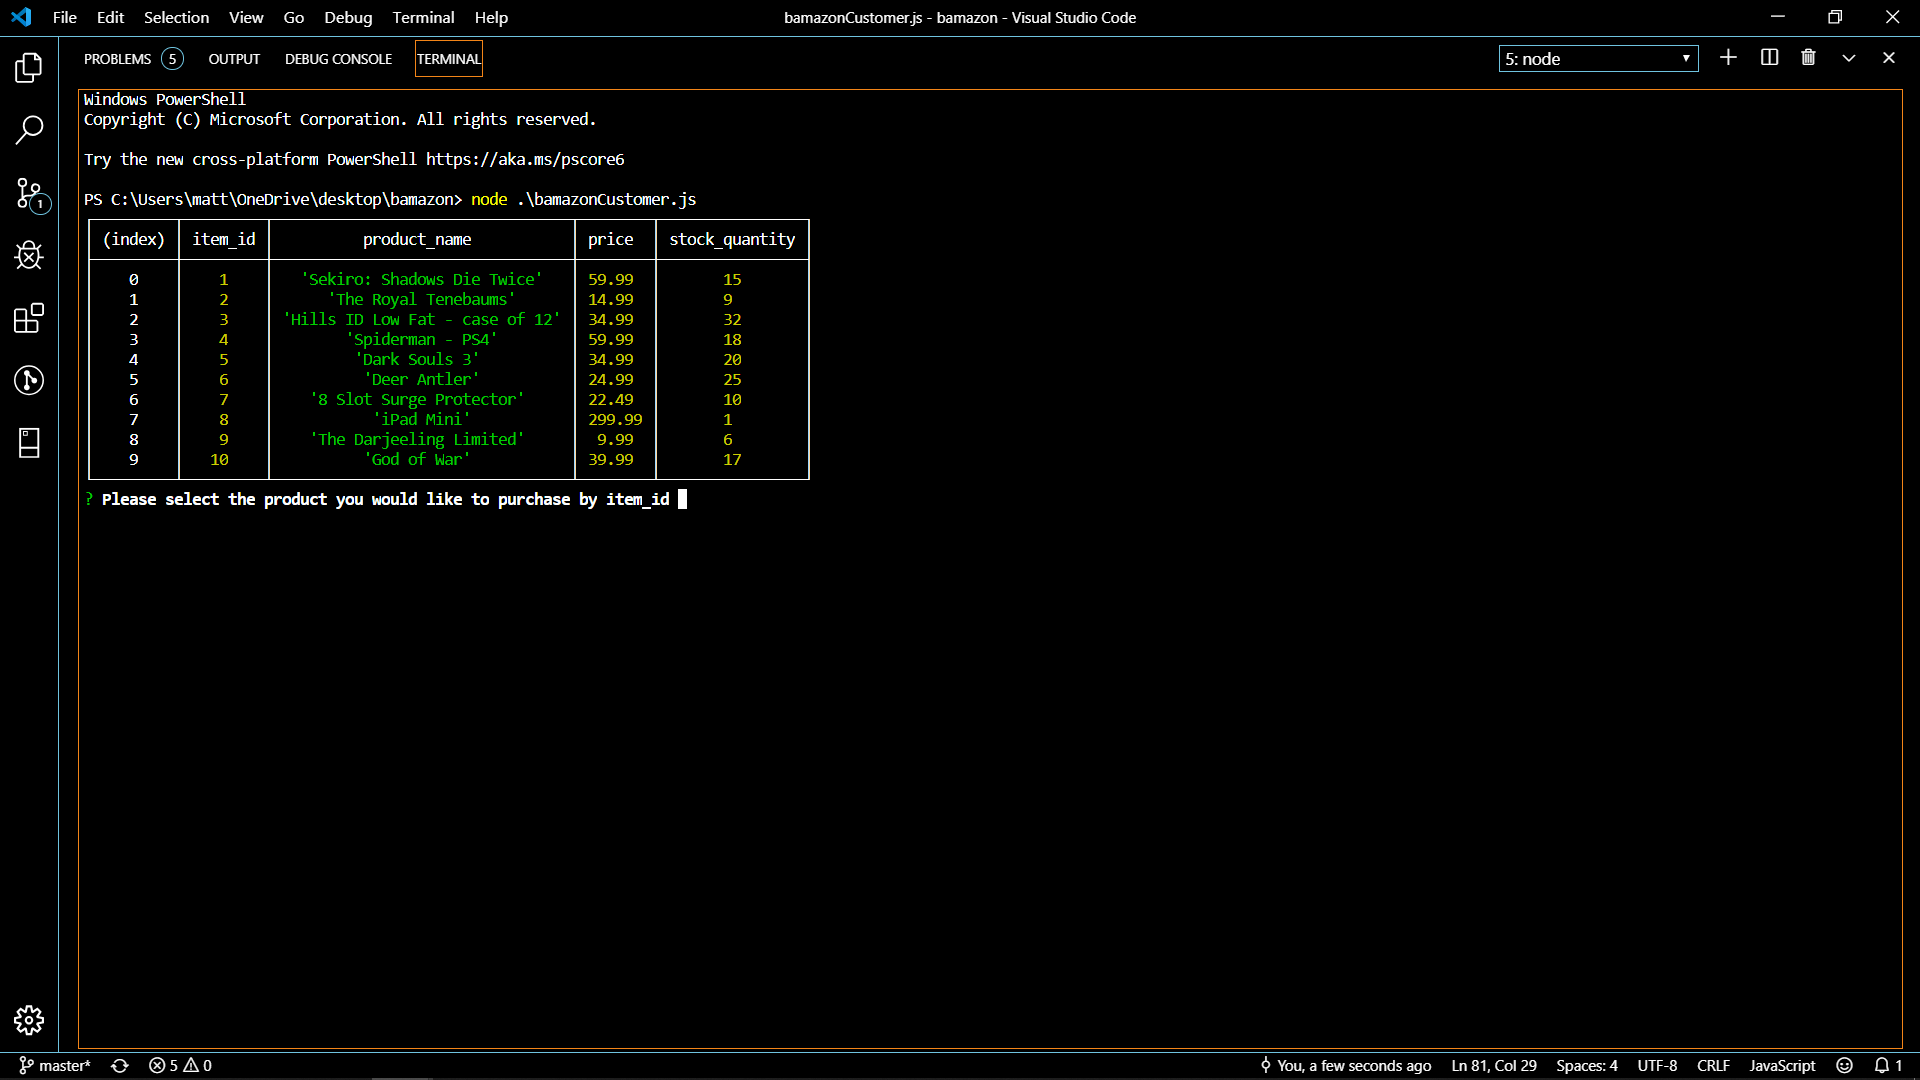 File Edit Selection View Go Debug Terminal Help bamazonCustomer.js - bamazon - Visual Studio Code
PROBLEMS 5 OUTPUT DEBUG CONSOLE TERMINAL 5: node
Windows PowerShell
Copyright (C) Microsoft Corporation. All rights reserved.
Try the new cross-platform PowerShell https://aka.ms/pscore6
PS C:\Users\matt\OneDrive\desktop\bamazon> node .\bamazonCustomer.js
(index) item_id product_name price stock_quantity
0 1 'Sekiro: Shadows Die Twice' 59.99 15
1 2 'The Royal Tenebaums' 14.99 9
2 3 'Hills ID Low Fat - case of 12' 34.99 32
3 4 'Spiderman - PS4' 59.99 18
4 5 'Dark Souls 3' 34.99 20
5 6 'Deer Antler' 24.99 25
6 7 '8 Slot Surge Protector' 22.49 10
7 8 'iPad Mini' 299.99 1
8 9 'The Darjeeling Limited' 9.99 6
9 10 'God of War' 39.99 17
? Please select the product you would like to purchase by item_id
1
master* 5 0 You, a few seconds ago Ln 81, Col 29 Spaces: 4 UTF-8 CRLF JavaScript 1